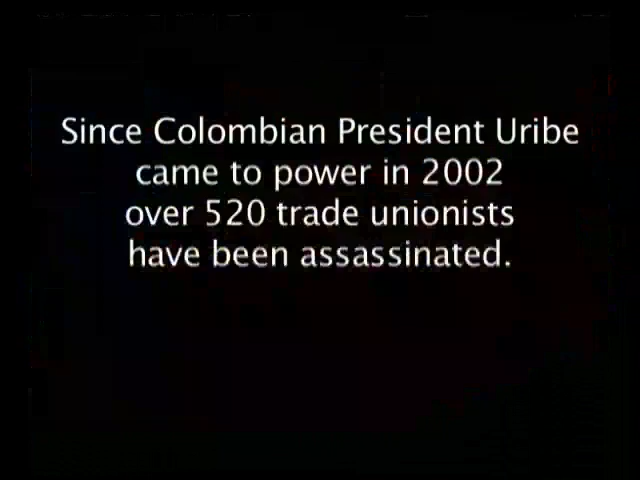 Since Colombian President Uribe
came to power in 2002
over 520 trade unionists
have been assassinated.